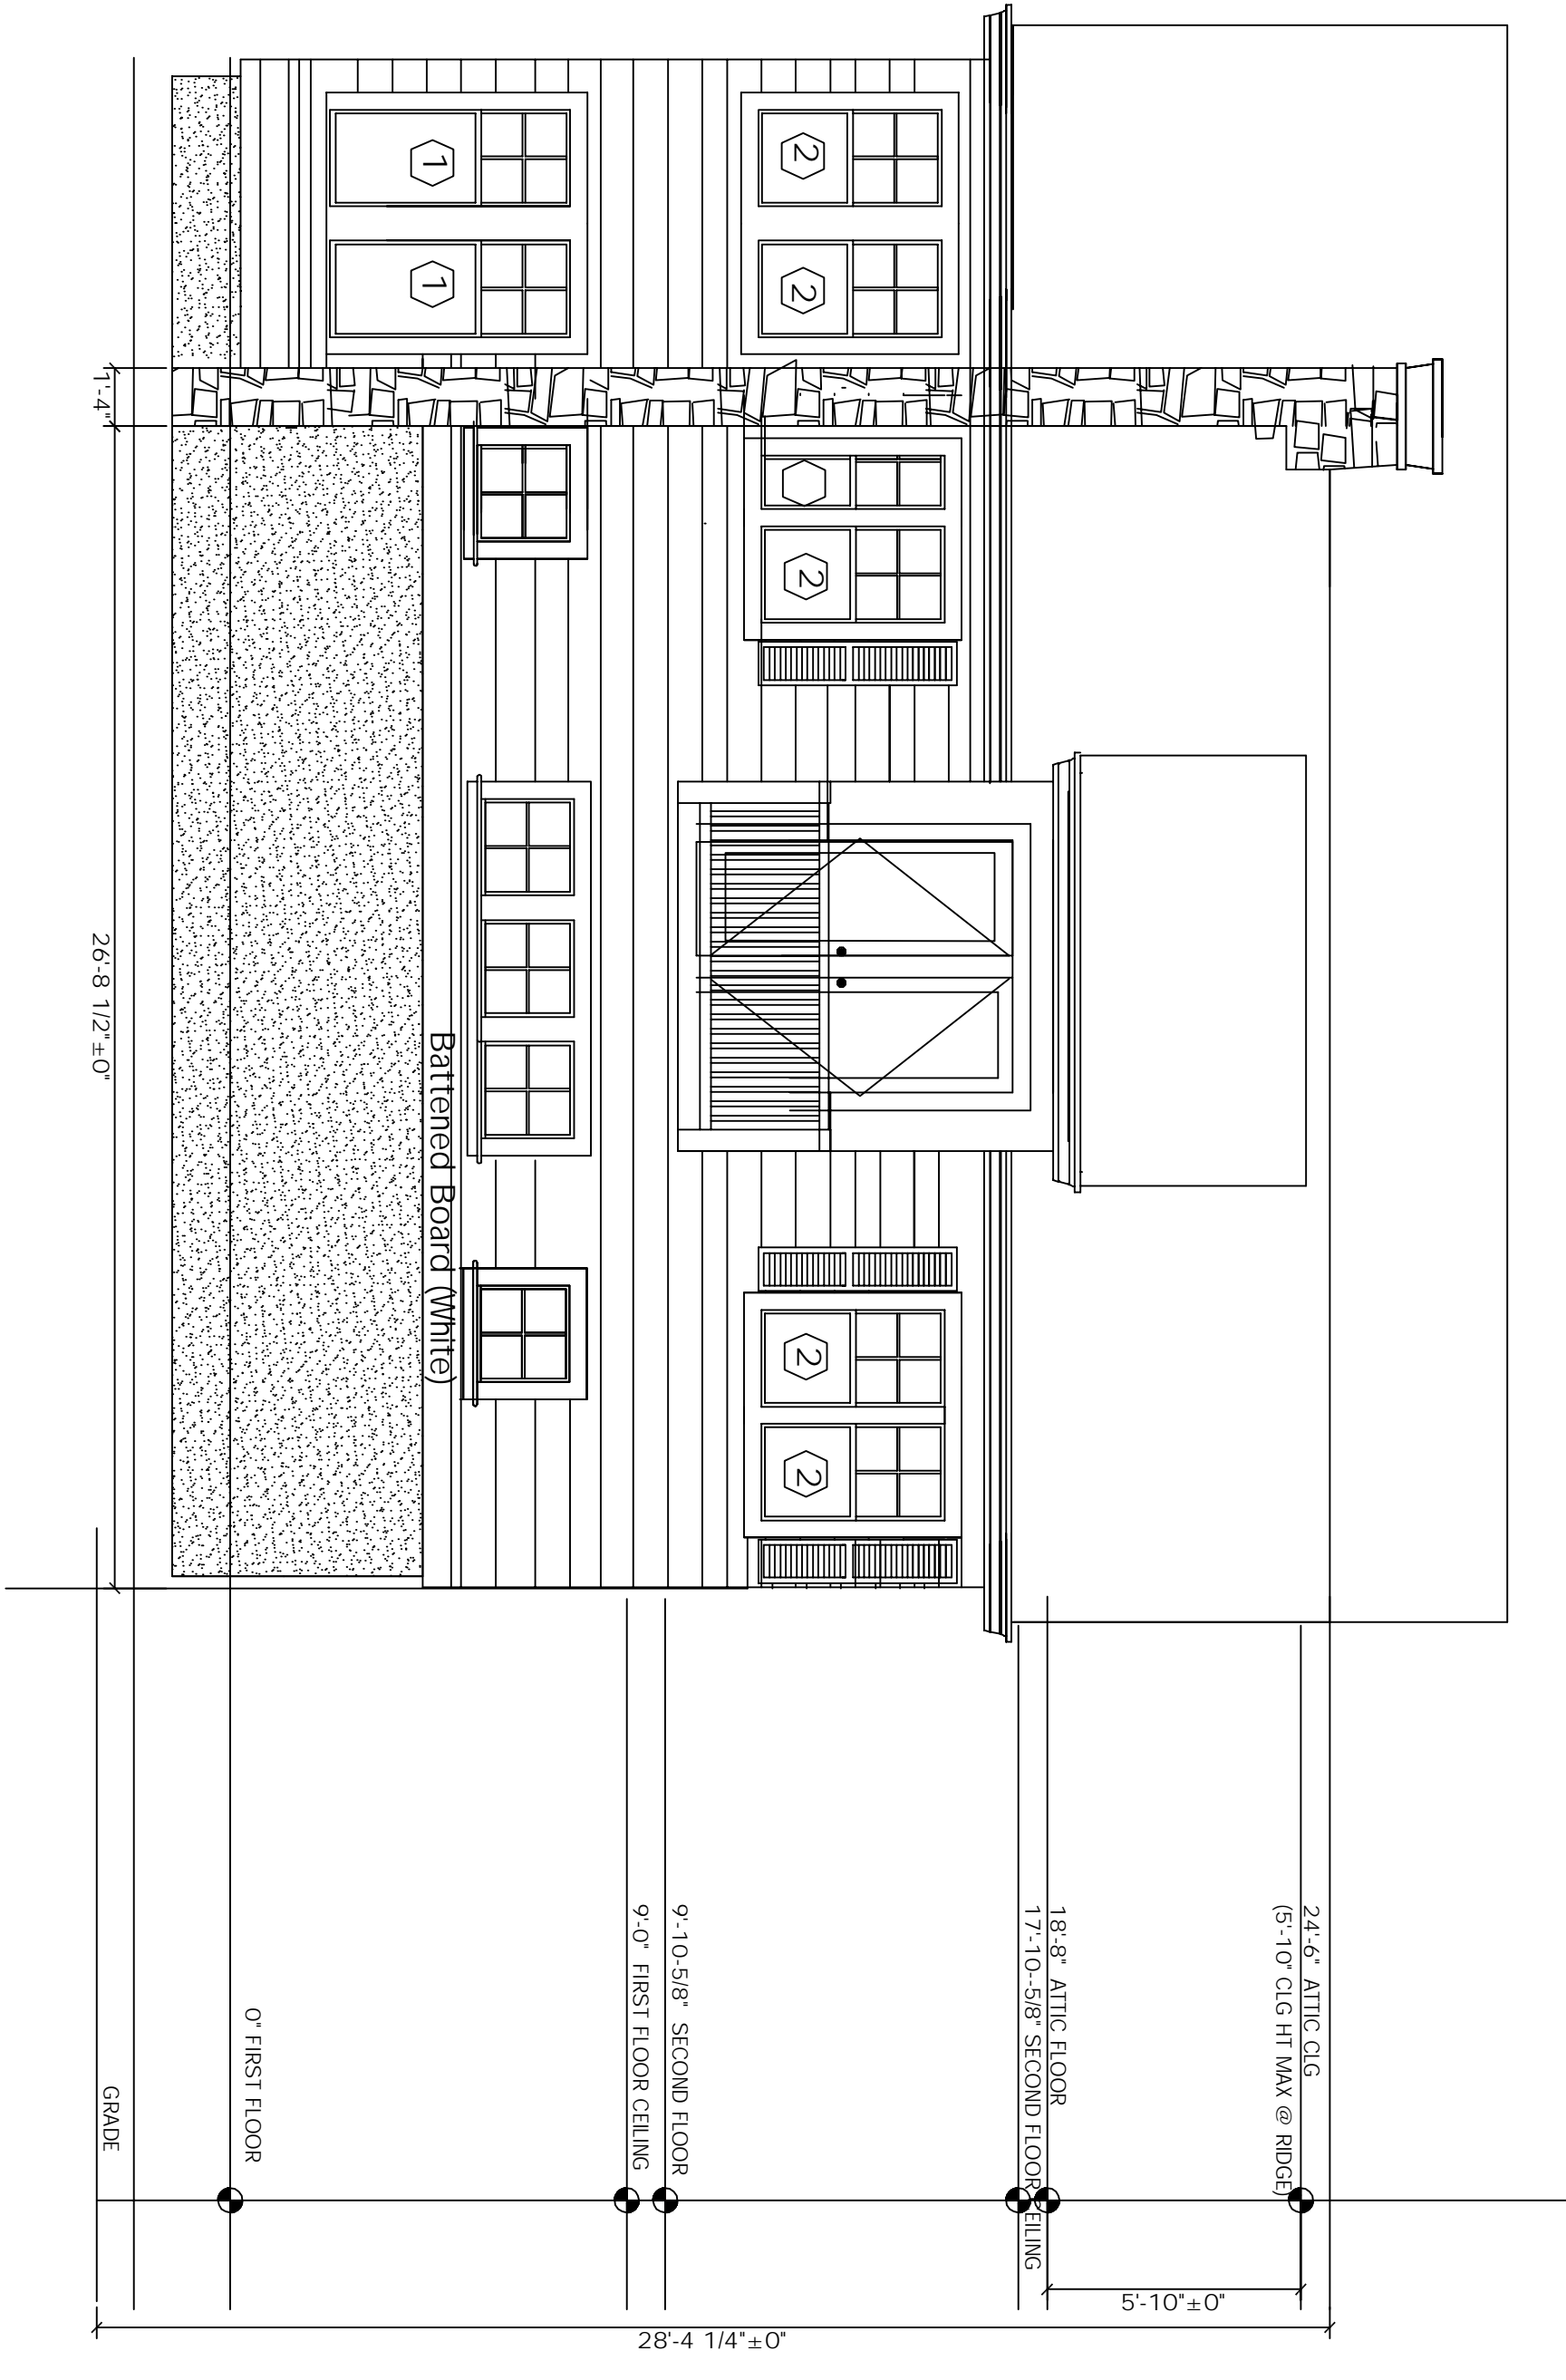 24'-6" ATTIC CLG
(5'-10" CLG HT MAX @ RIDGE)
18'-8" ATTIC FLOOR
17'-10--5/8" SECOND FLOOR CEILING
5'-10"±0"
28'-4 1/4"±0"
2
2
2
2
2
9'-10-5/8" SECOND FLOOR
9'-0" FIRST FLOOR CEILING
1
1
Battened Board (White)
0" FIRST FLOOR
1'-4"
26'-8 1/2"±0"
GRADE